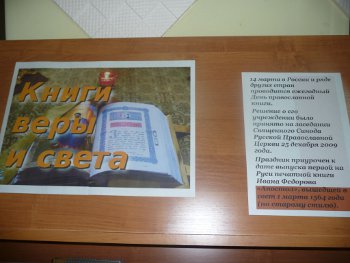 Книги
веры
и света
14 марта в России и ряде
других стран
проводится ежегодный
День православной
книги.
Решение о его
учреждении было
принято на заседании
Священного Синода
Русской Православной
Церкви 25 декабря 2009
года.
Праздник приурочен к
дате выпуска первой на
Руси печатной книги
Ивана Федорова
«Апостол», вышедшей в
свет 1 марта 1564 года
(по старому стилю).